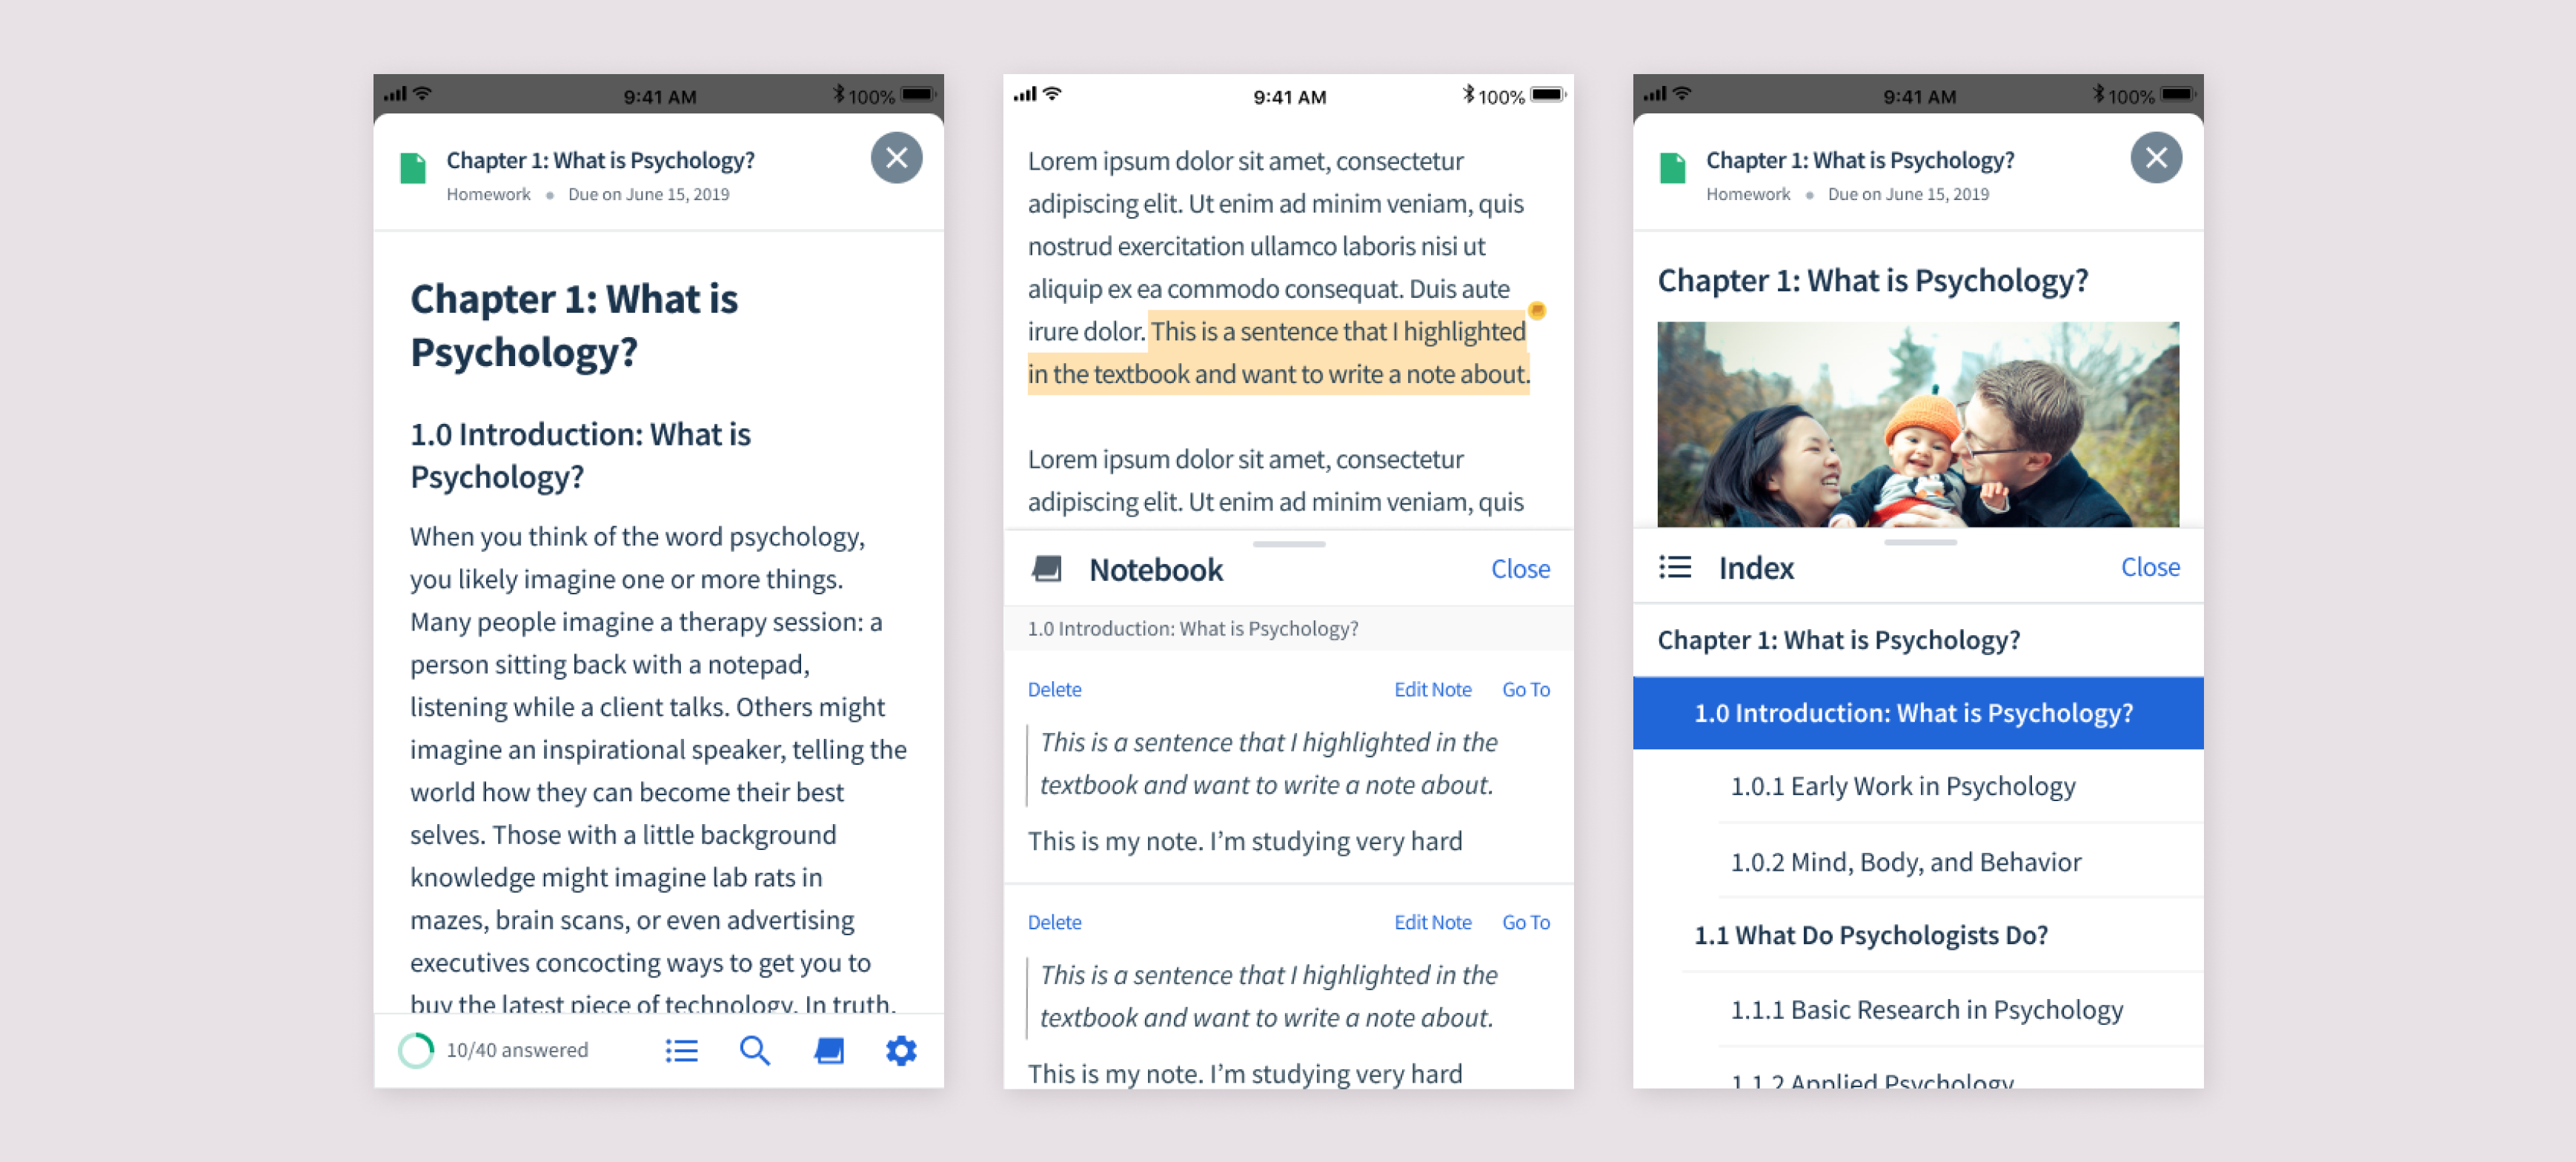 9:41 AM
100%
Chapter 1: What is Psychology?
Homework • Due on June 15, 2019
Chapter 1: What is
Psychology?
1.0 Introduction: What is
Psychology?
When you think of the word psychology,
you likely imagine one or more things.
Many people imagine a therapy session: a
person sitting back with a notepad,
listening while a client talks. Others might
imagine an inspirational speaker, telling the
world how they can become their best
selves. Those with a little background
knowledge might imagine lab rats in
mazes, brain scans, or even advertising
executives concocting ways to get you to
buy the latest piece of technology. In truth,
10/40 answered
9:41 AM
100%
Lorem ipsum dolor sit amet, consectetur
adipiscing elit. Ut enim ad minim veniam, quis
nostrud exercitation ullamco laboris nisi ut
aliquip ex ea commodo consequat. Duis aute
irure dolor. This is a sentence that I highlighted
in the textbook and want to write a note about.
Lorem ipsum dolor sit amet, consectetur
adipiscing elit. Ut enim ad minim veniam, quis
Notebook
Close
1.0 Introduction: What is Psychology?
Delete Edit Note Go To
This is a sentence that I highlighted in the
textbook and want to write a note about.
This is my note. I’m studying very hard
Delete Edit Note Go To
This is a sentence that I highlighted in the
textbook and want to write a note about.
This is my note. I’m studying very hard
9:41 AM
100%
Chapter 1: What is Psychology?
Homework • Due on June 15, 2019
Chapter 1: What is Psychology?
Index
Close
Chapter 1: What is Psychology?
1.0 Introduction: What is Psychology?
1.0.1 Early Work in Psychology
1.0.2 Mind, Body, and Behavior
1.1 What Do Psychologists Do?
1.1.1 Basic Research in Psychology
1.1.2 Applied Psychology